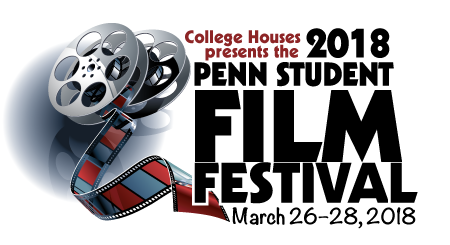 College Houses
presents the 2018
PENN STUDENT
FILM
FESTIVAL
March 26-28, 2018